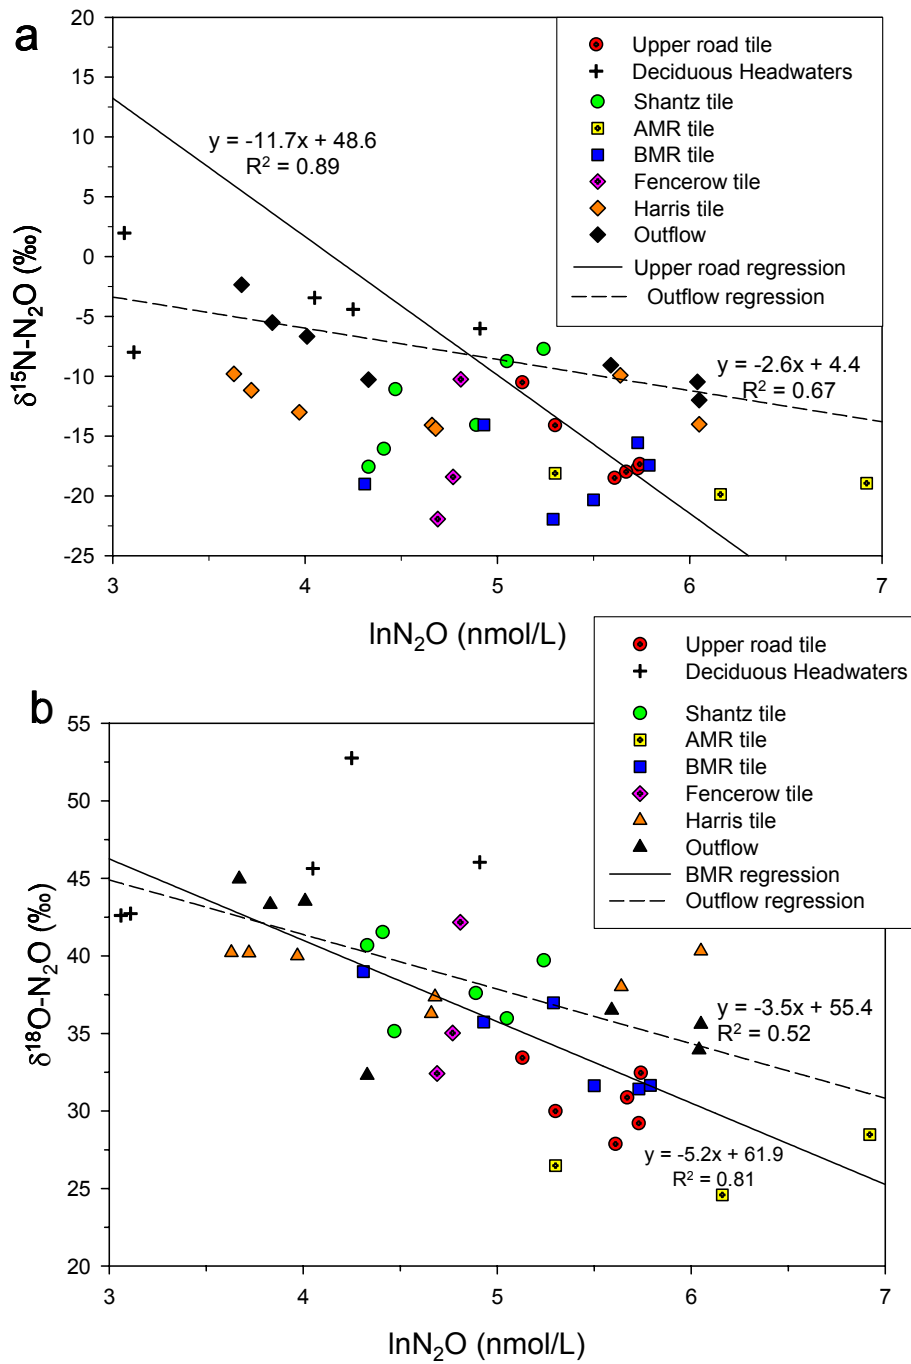 a
20
15
10
5
0
-5
-10
-15
-20
-25
δ¹⁵N-N₂O (‰)
y = -11.7x + 48.6
R² = 0.89
Upper road tile
Deciduous Headwaters
Shantz tile
AMR tile
BMR tile
Fencerow tile
Harris tile
Outflow
Upper road regression
Outflow regression
y = -2.6x + 4.4
R² = 0.67
3 4 5 6 7
lnN₂O (nmol/L)
b
55
50
45
40
35
30
25
20
δ¹⁸O-N₂O (‰)
Upper road tile
Deciduous Headwaters
Shantz tile
AMR tile
BMR tile
Fencerow tile
Harris tile
Outflow
BMR regression
Outflow regression
y = -3.5x + 55.4
R² = 0.52
y = -5.2x + 61.9
R² = 0.81
3 4 5 6 7
lnN₂O (nmol/L)